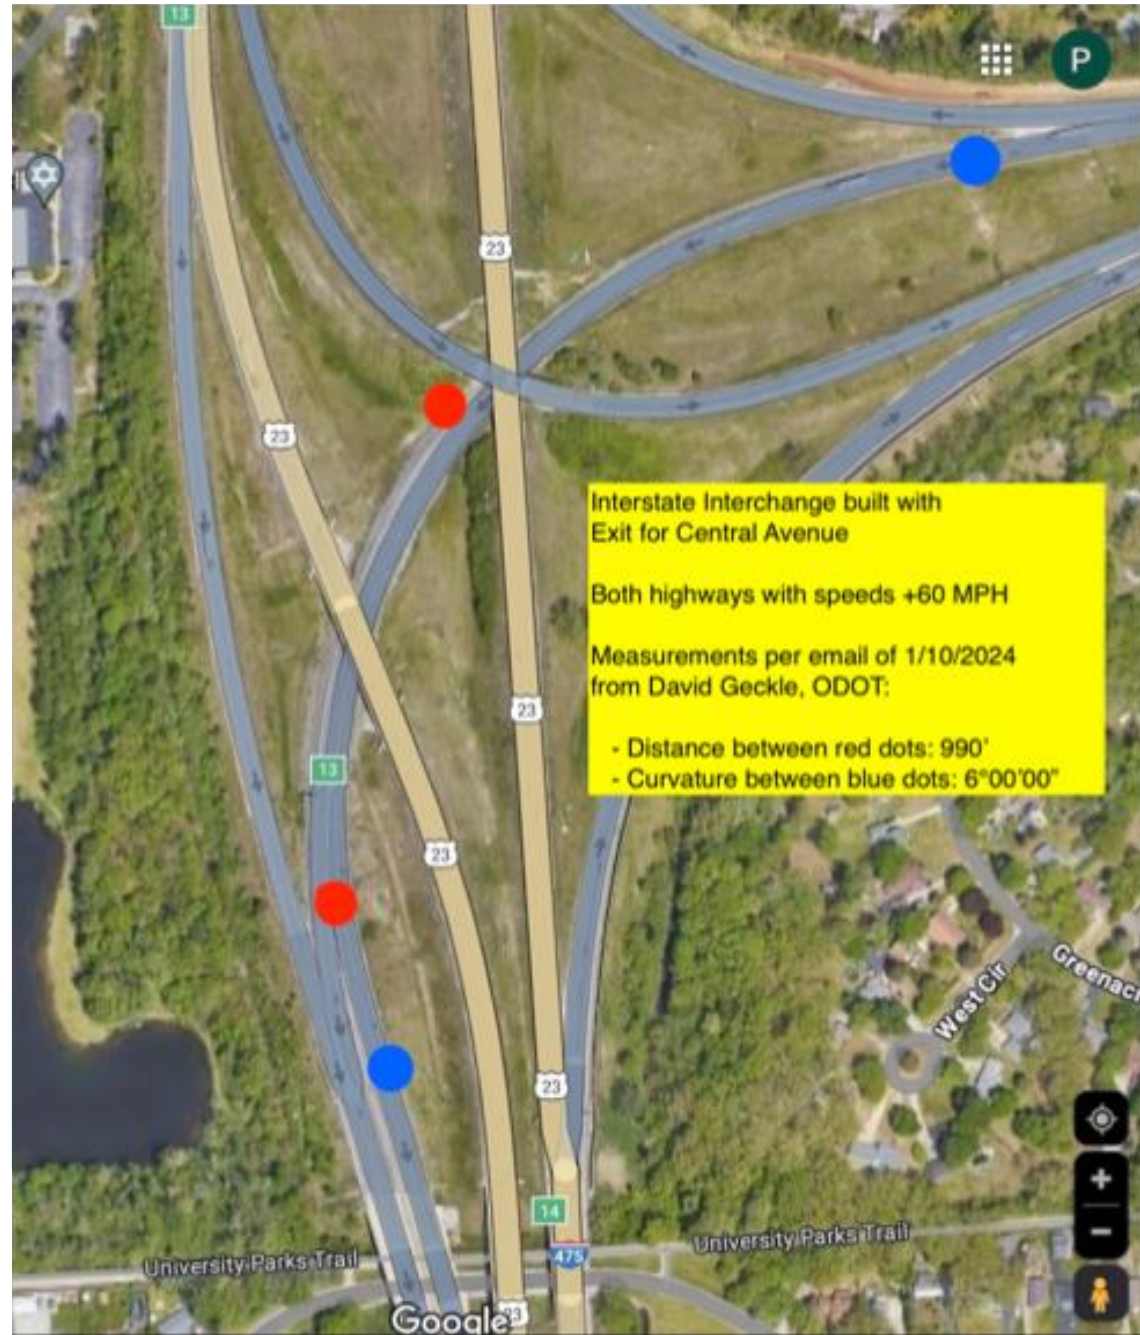 13
P
23
23
Interstate Interchange built with
Exit for Central Avenue
Both highways with speeds +60 MPH
Measurements per email of 1/10/2024
from David Geckle, ODOT:
- Distance between red dots: 990'
- Curvature between blue dots: 6°00'00"
23
13
23
West Cir
Greenac
23
14
University Parks Trail
475
University Parks Trail
Google
23